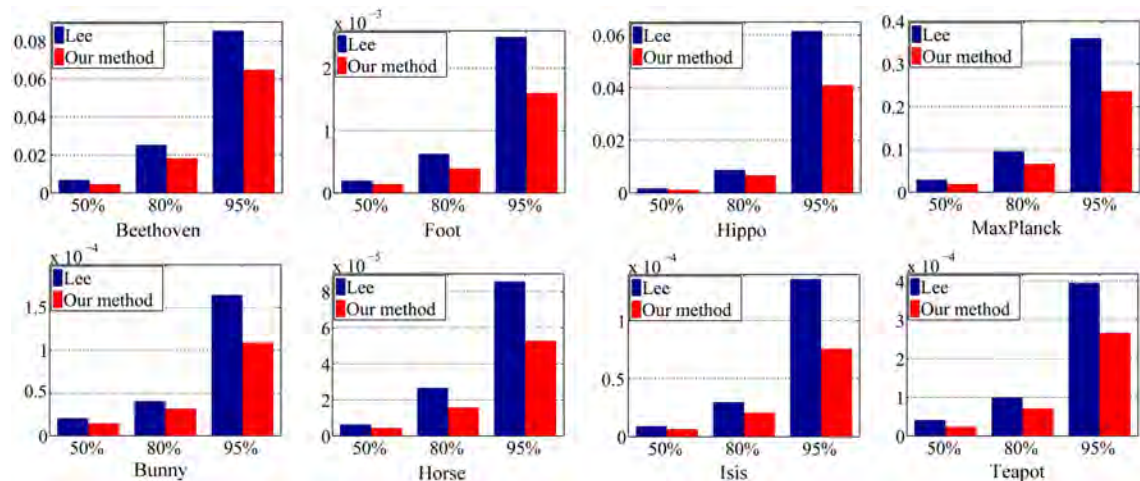 0.08
0.06
0.04
0.02
0
Lee
Our method
50% 80% 95%
Beethoven
x 10⁻³
2
1
0
Lee
Our method
50% 80% 95%
Foot
0.06
0.04
0.02
0
Lee
Our method
50% 80% 95%
Hippo
0.4
0.3
0.2
0.1
0
Lee
Our method
50% 80% 95%
MaxPlanck
x 10⁻⁴
1.5
1
0.5
0
Lee
Our method
50% 80% 95%
Bunny
x 10
8
6
4
2
0
Lee
Our method
50% 80% 95%
Horse
x 10⁻⁴
1
0.5
0
Lee
Our method
50% 80% 95%
Isis
x 10⁻⁴
4
3
2
1
0
Lee
Our method
50% 80% 95%
Teapot